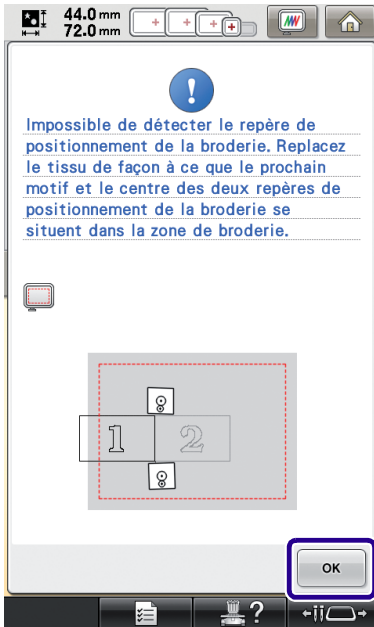 44.0 mm
72.0 mm
Impossible de détecter le repère de
positionnement de la broderie. Replacez
le tissu de façon à ce que le prochain
motif et le centre des deux repères de
positionnement de la broderie se
situent dans la zone de broderie.
1 2
OK
?